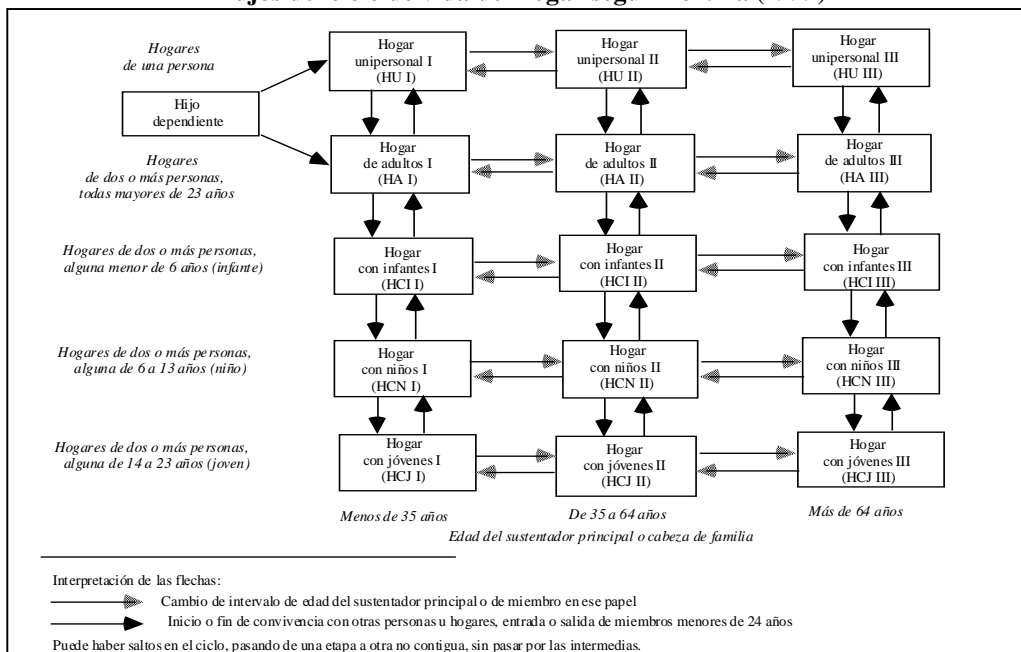 Hogares
de una persona
Hogar
unipersonal I
(HU I)
Hogar
unipersonal II
(HU II)
Hogar
unipersonal III
(HU III)
Hijo
dependiente
Hogares
de dos o más personas,
todas mayores de 23 años
Hogar
de adultos I
(HA I)
Hogar
de adultos II
(HA II)
Hogar
de adultos III
(HA III)
Hogares de dos o más personas,
alguna menor de 6 años (infante)
Hogar
con infantes I
(HCI I)
Hogar
con infantes II
(HCI II)
Hogar
con infantes III
(HCI III)
Hogares de dos o más personas,
alguna de 6 a 13 años (niño)
Hogar
con niños I
(HCN I)
Hogar
con niños II
(HCN II)
Hogar
con niños III
(HCN III)
Hogares de dos o más personas,
alguna de 14 a 23 años (joven)
Hogar
con jóvenes I
(HCJ I)
Hogar
con jóvenes II
(HCJ II)
Hogar
con jóvenes III
(HCJ III)
Menos de 35 años
De 35 a 64 años
Más de 64 años
Edad del sustentador principal o cabeza de familia
Interpretación de las flechas:
Cambio de intervalo de edad del sustentador principal o de miembro en ese papel
Inicio o fin de convivencia con otras personas u hogares, entrada o salida de miembros menores de 24 años
Puede haber saltos en el ciclo, pasando de una etapa a otra no contigua, sin pasar por las intermedias.